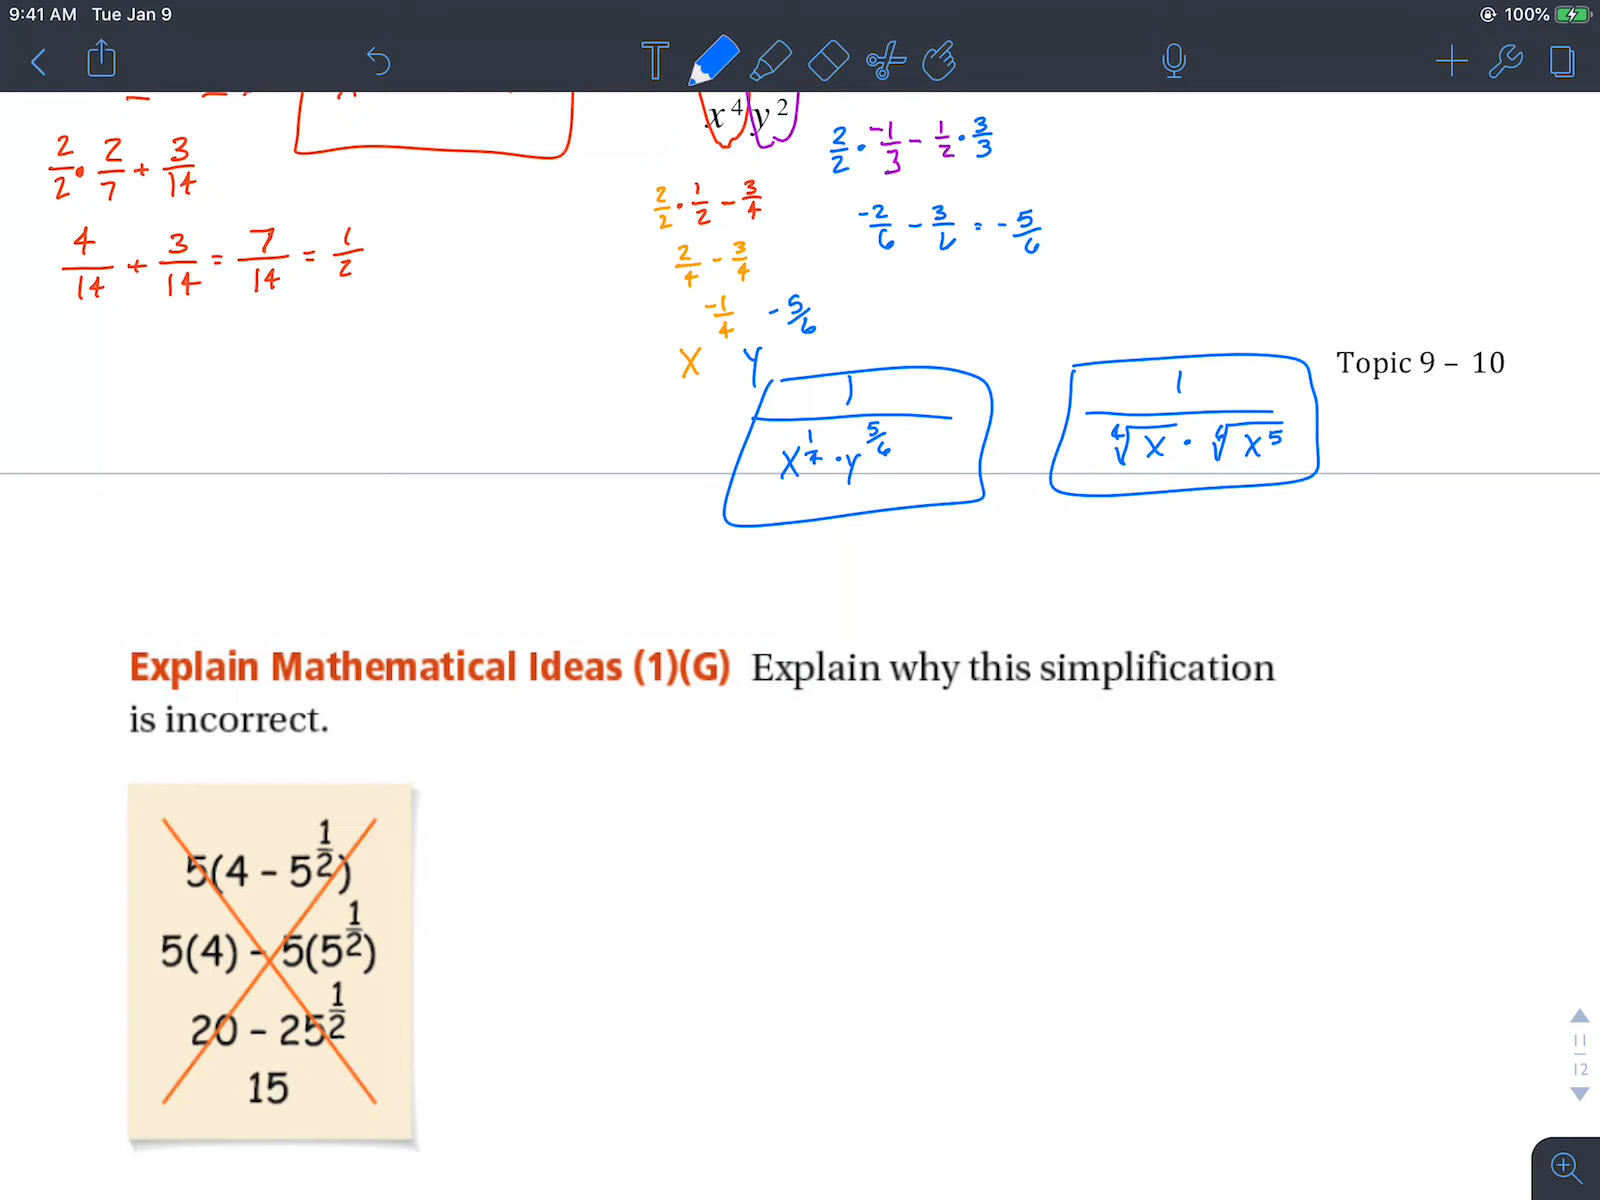 9:41 AM Tue Jan 9
100%
T
x^4 y^2
2/2 · 2/7 + 3/14
4/14 + 3/14 = 7/14 = 1/2
2/2 · 1/2 - 3/4
2/4 - 3/4
-1/4 -5/6
X Y
2/2 · -1/3 - 1/2 · 3/3
-2/6 - 3/6 = -5/6
1/(x^{1/4} · y^{5/6})
1/(∜x · ⁶√x^5)
Topic 9 – 10
Explain Mathematical Ideas (1)(G) Explain why this simplification
is incorrect.
5(4 - 5^{1/2})
5(4) - 5(5^{1/2})
20 - 25^{1/2}
15
11
12